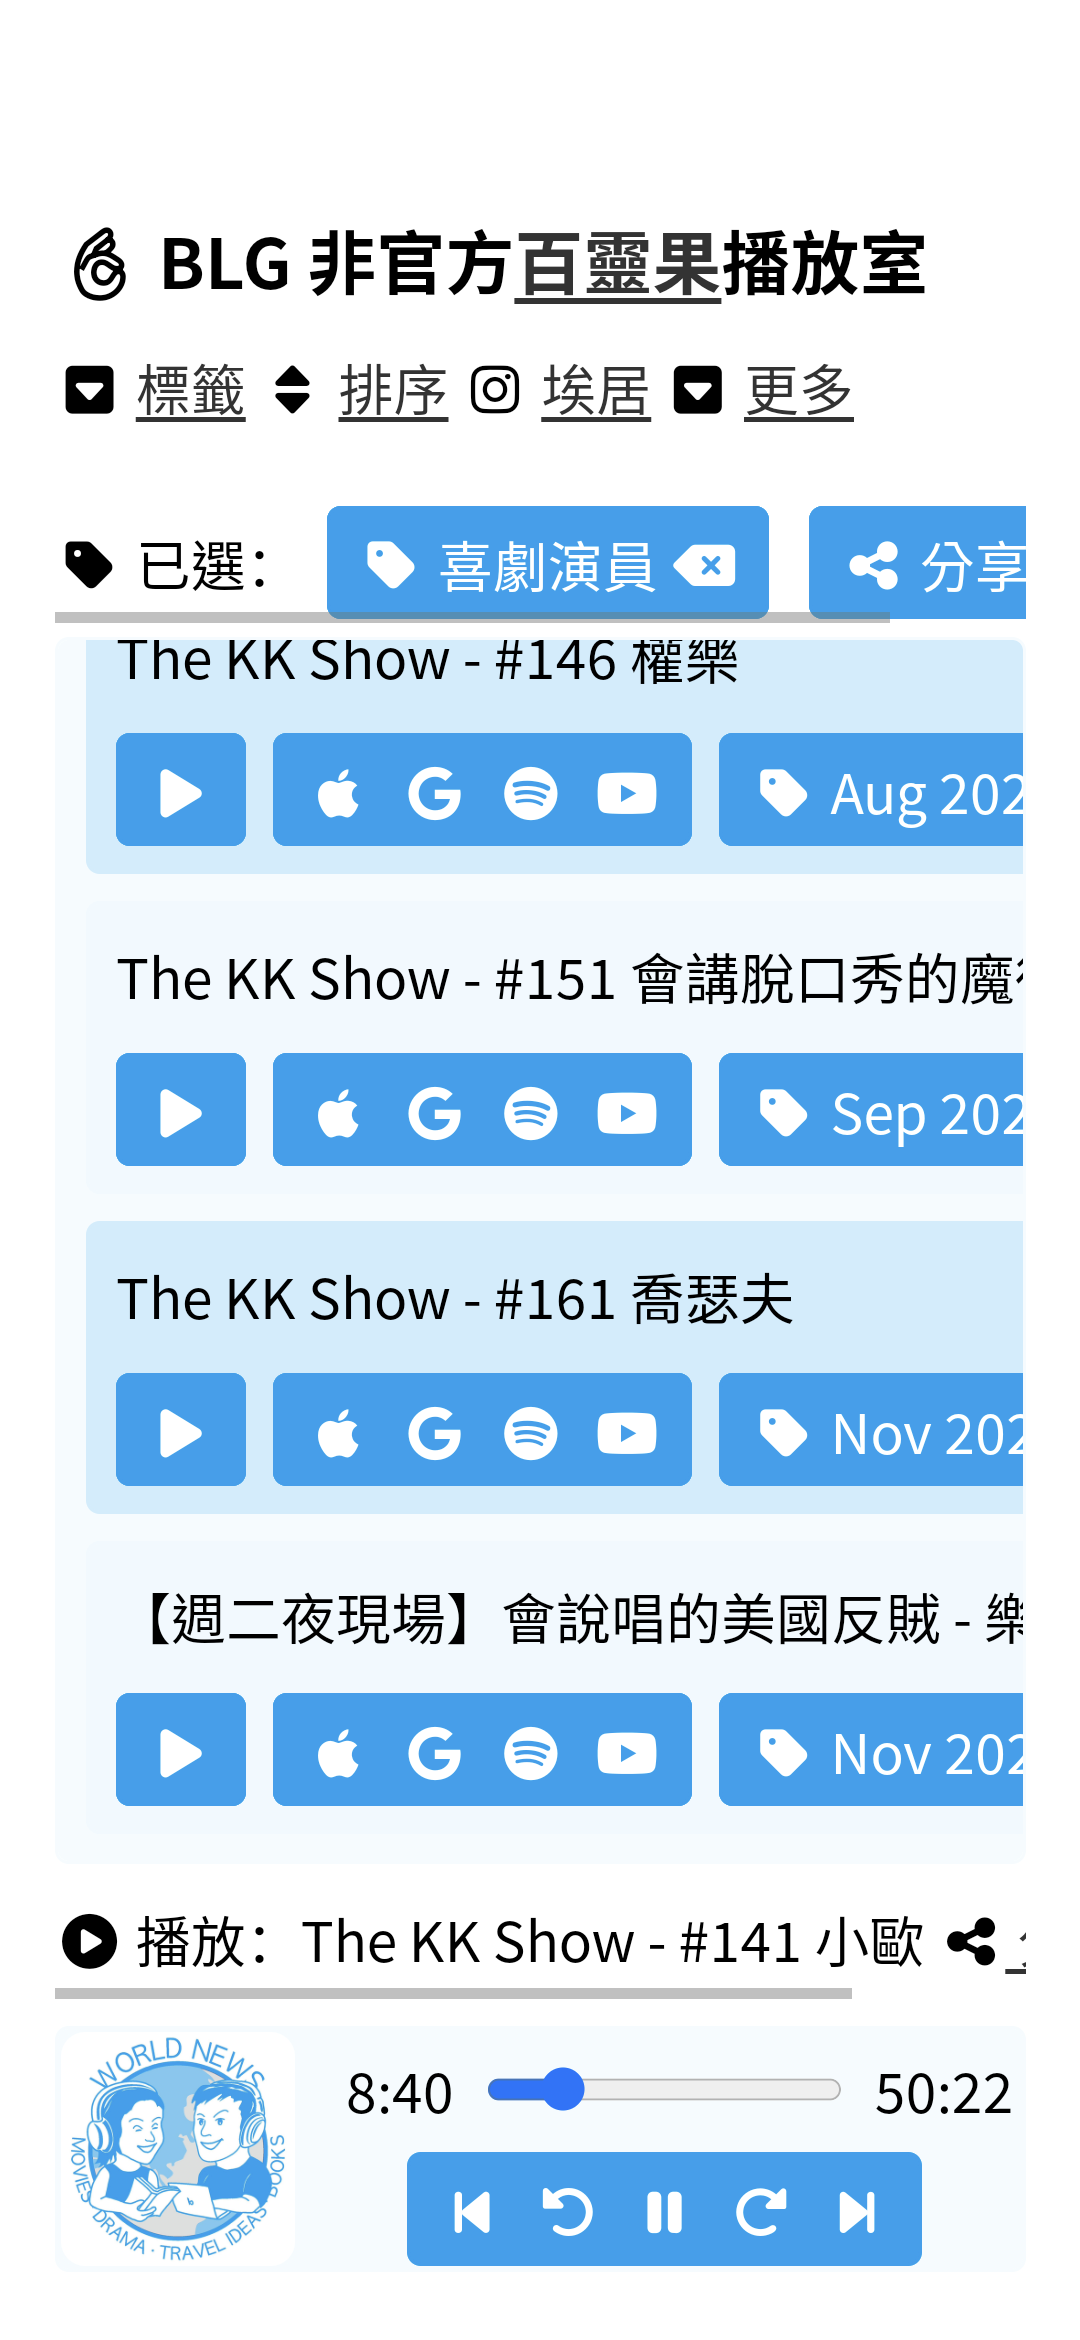 BLG 非官方百靈果播放室
標籤 排序 埃居 更多
已選： 喜劇演員 分享
The KK Show - #146 權樂
Aug 202
The KK Show - #151 會講脫口秀的魔
Sep 202
The KK Show - #161 喬瑟夫
Nov 202
【週二夜現場】會說唱的美國反賊 - 樂
Nov 202
播放： The KK Show - #141 小歐
WORLD NEWS
MOVIES · DRAMA · TRAVEL IDEAS · BOOKS
8:40 50:22